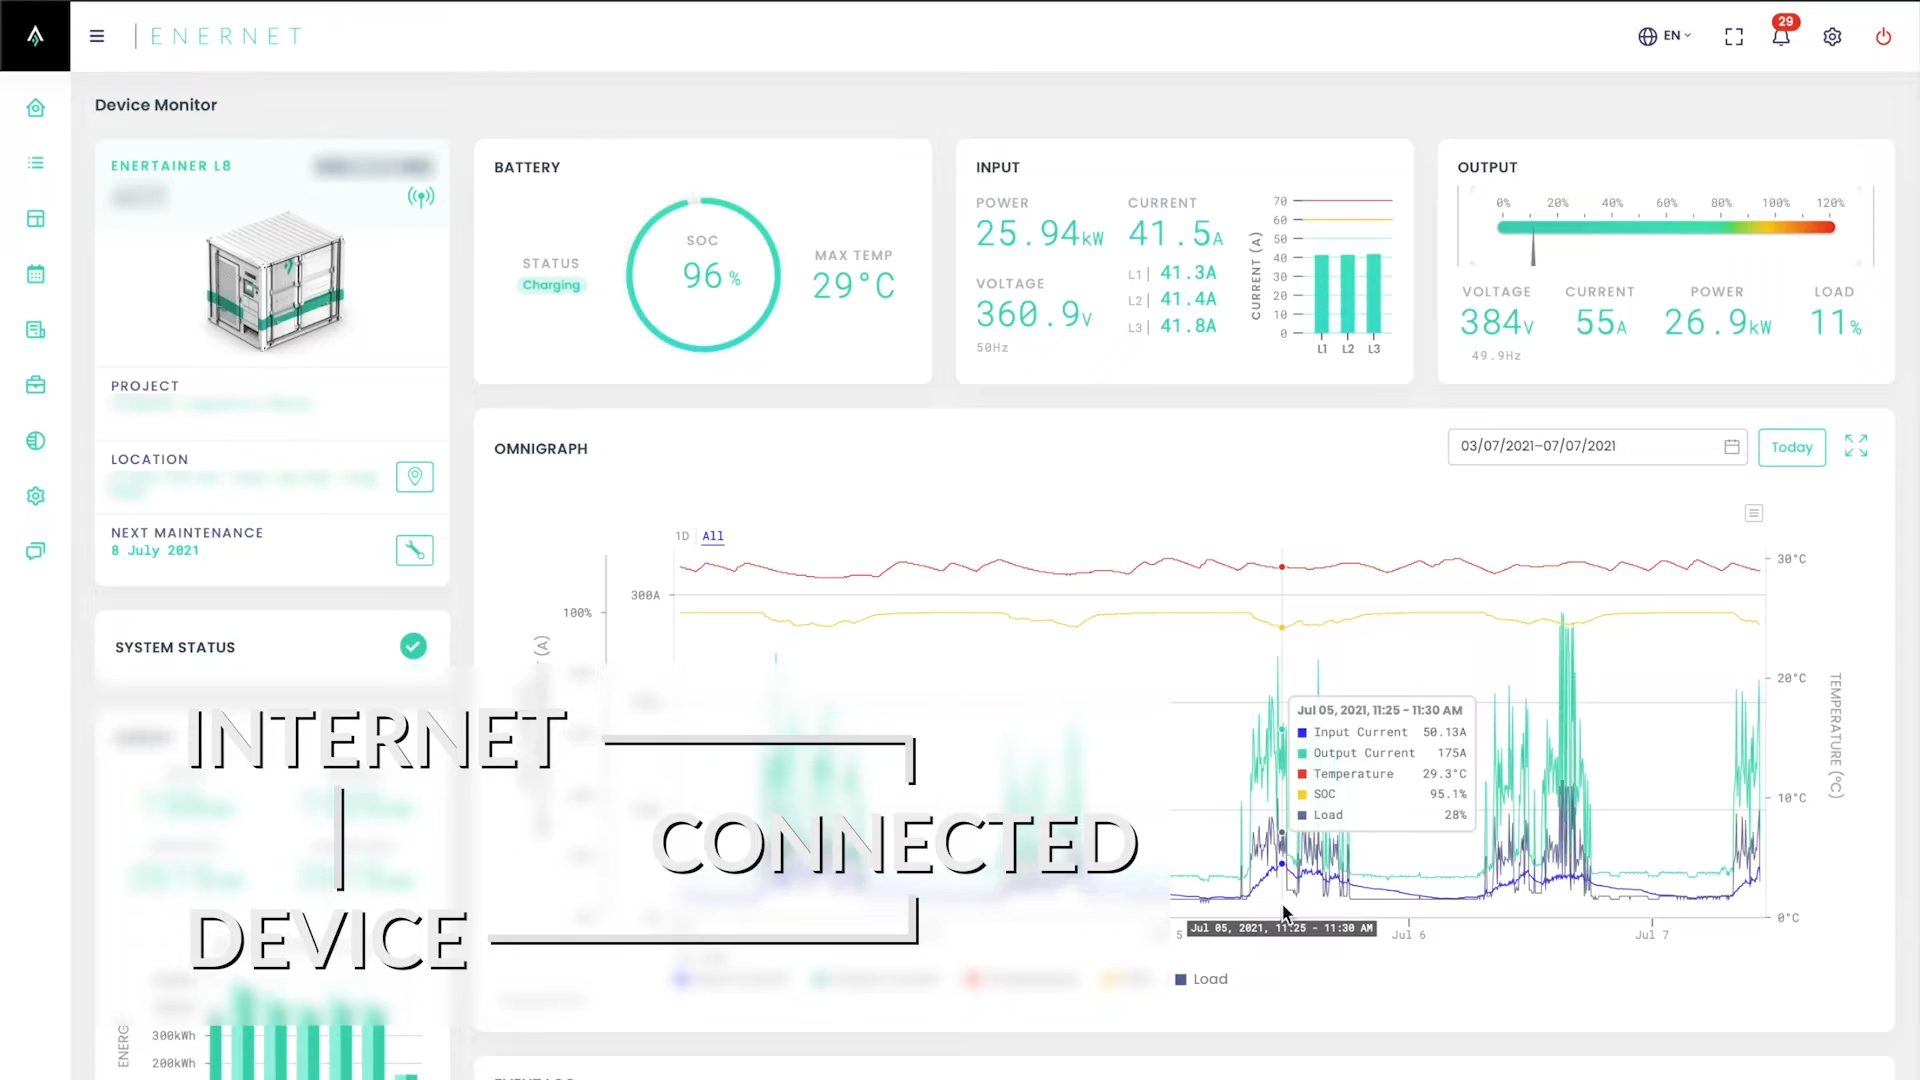 ENERNET
EN
29
Device Monitor
ENERTAINER L8
PROJECT
LOCATION
NEXT MAINTENANCE
8 July 2021
SYSTEM STATUS
BATTERY
STATUS
Charging
SOC
96 %
MAX TEMP
29°C
INPUT
POWER
25.94kW
CURRENT
41.5A
VOLTAGE
360.9V
50Hz
L1| 41.3A
L2| 41.4A
L3| 41.8A
CURRENT (A)
70
60
50
40
30
20
10
0
L1 L2 L3
OUTPUT
0% 20% 40% 60% 80% 100% 120%
VOLTAGE
384V
49.9Hz
CURRENT
55A
POWER
26.9kW
LOAD
11%
OMNIGRAPH
03/07/2021–07/07/2021
Today
1D All
100%
300A
(A)
30°C
20°C
10°C
0°C
TEMPERATURE (°C)
Jul 05, 2021, 11:25 - 11:30 AM
Input Current 50.13A
Output Current 175A
Temperature 29.3°C
SOC 95.1%
Load 28%
5
Jul 05, 2021, 11:25 - 11:30 AM
Jul 6
Jul 7
Load
INTERNET
CONNECTED
DEVICE
300kWh
200kWh